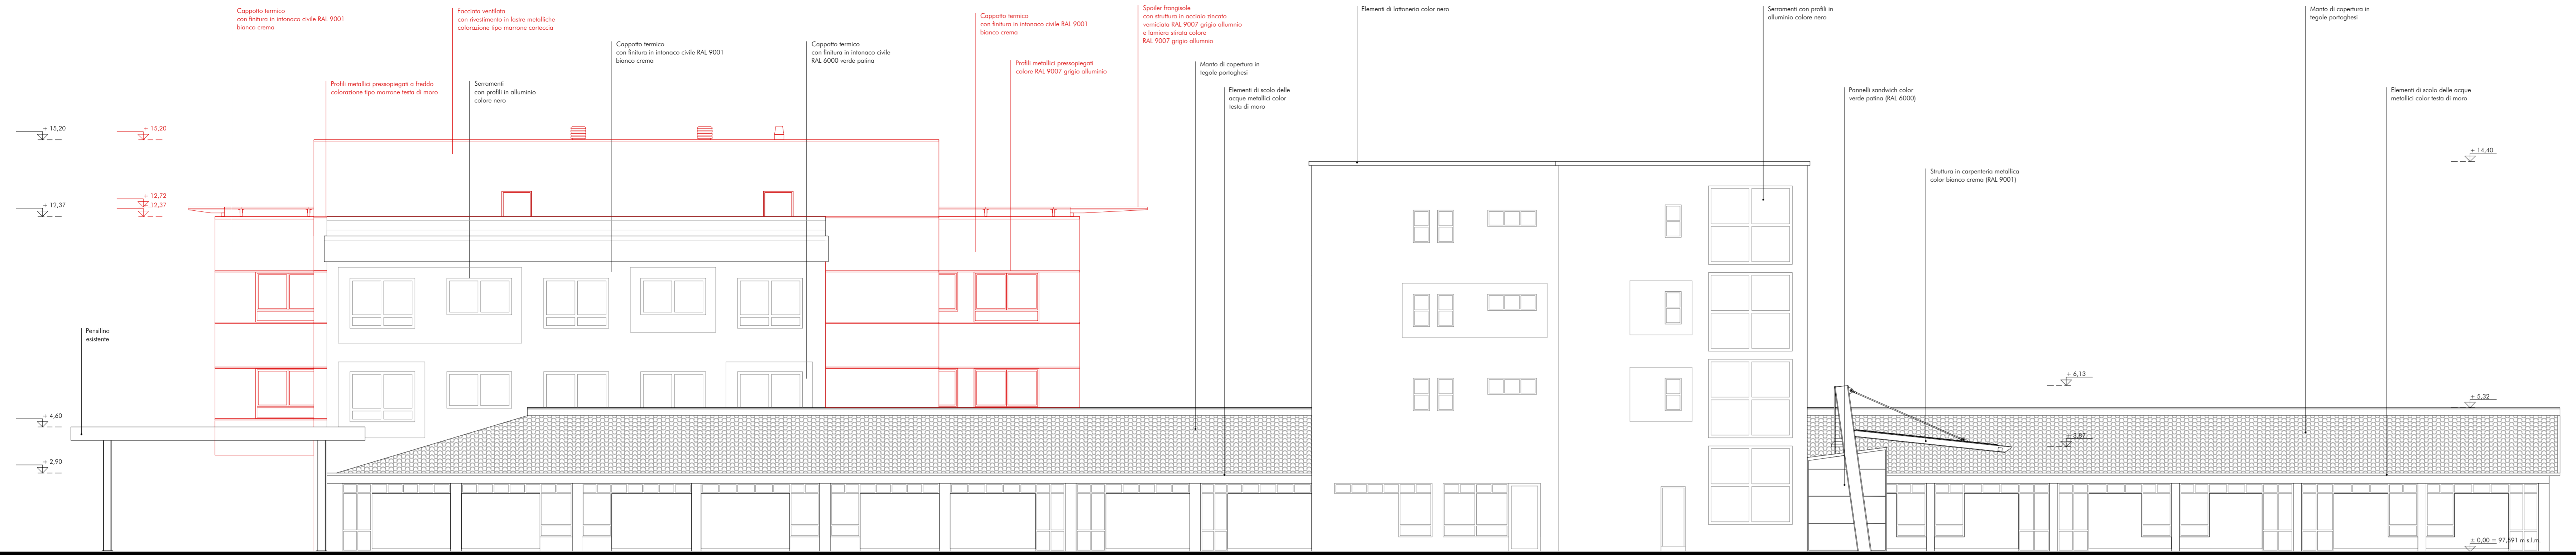 Cappotto termico
con finitura in intonaco civile RAL 9001
bianco crema
Facciata ventilata
con rivestimento in lastre metalliche
colorazione tipo marrone corteccia
Cappotto termico
con finitura in intonaco civile RAL 9001
bianco crema
Spoiler frangisole
con struttura in acciaio zincato
verniciata RAL 9007 grigio allumnio
e lamiera stirata colore
RAL 9007 grigio allumnio
Elementi di lattoneria color nero
Serramenti con profili in
alluminio colore nero
Manto di copertura in
tegole portoghesi
Cappotto termico
con finitura in intonaco civile RAL 9001
bianco crema
Cappotto termico
con finitura in intonaco civile
RAL 6000 verde patina
Profili metallici pressopiegati
colore RAL 9007 grigio alluminio
Manto di copertura in
tegole portoghesi
Profili metallici pressopiegati a freddo
colorazione tipo marrone testa di moro
Serramenti
con profili in alluminio
colore nero
Elementi di scolo delle
acque metallici color
testa di moro
Pannelli sandwich color
verde patina (RAL 6000)
Elementi di scolo delle acque
metallici color testa di moro
+ 15,20
+ 15,20
+ 14,40
Struttura in carpenteria metallica
color bianco crema (RAL 9001)
+ 12,72
+ 12,37
+ 12,37
Pensilina
esistente
+ 6,13
+ 5,32
+ 4,60
+ 3,87
+ 2,90
± 0,00 = 97,591 m s.l.m.